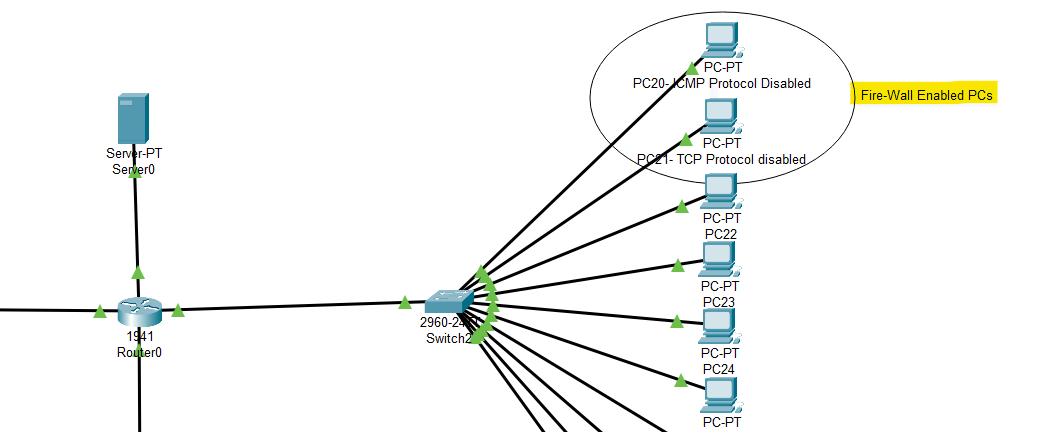 PC-PT
PC20- ICMP Protocol Disabled
Fire-Wall Enabled PCs
PC-PT
PC21- TCP Protocol disabled
Server-PT
Server0
PC-PT
PC22
PC-PT
PC23
1941
Router0
2960-24
Switch2
PC-PT
PC24
PC-PT